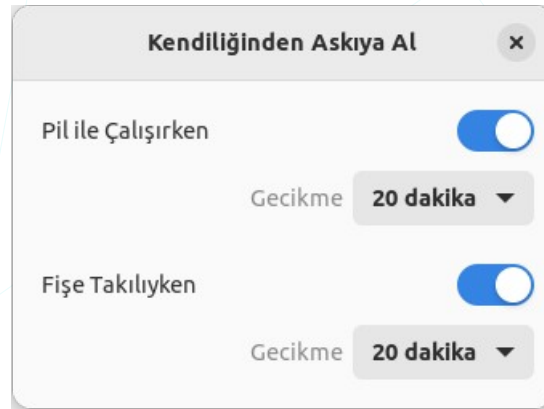 Kendiliğinden Askıya Al
Pil ile Çalışırken
Gecikme 20 dakika
Fişe Takılıyken
Gecikme 20 dakika